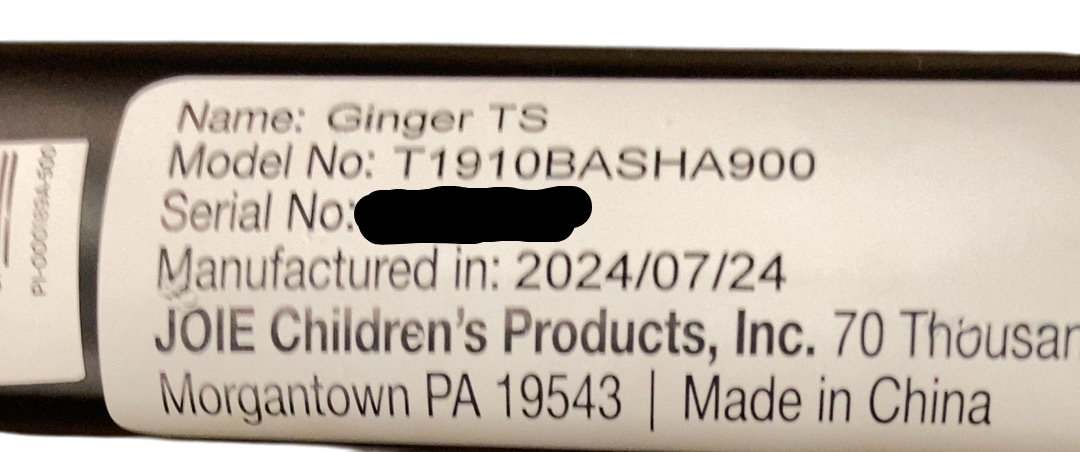 Name: Ginger TS
Model No: T1910BASHA900
Serial No:
Manufactured in: 2024/07/24
JOIE Children's Products, Inc. 70 Thousan
Morgantown PA 19543 | Made in China